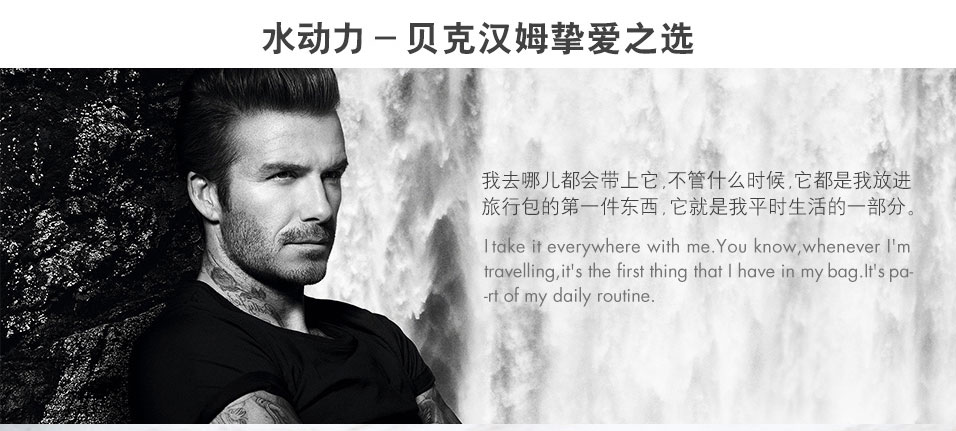 水动力－贝克汉姆挚爱之选
我去哪儿都会带上它,不管什么时候,它都是我放进
旅行包的第一件东西,它就是我平时生活的一部分。
I take it everywhere with me.You know,whenever I'm
travelling,it's the first thing that I have in my bag.It's pa-
-rt of my daily routine.